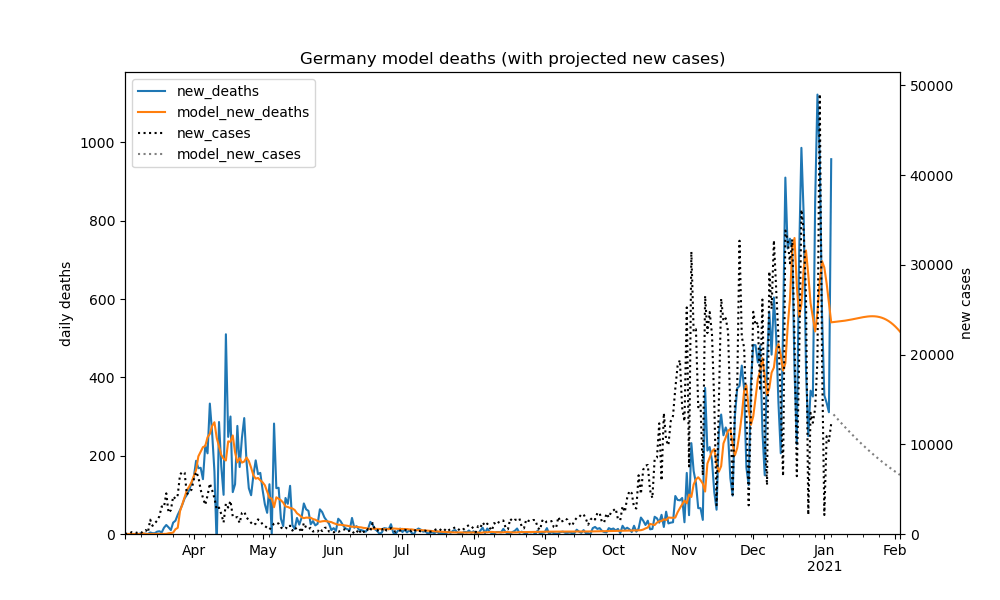 Germany model deaths (with projected new cases)
new_deaths
model_new_deaths
new_cases
model_new_cases
daily deaths
1000
800
600
400
200
0
50000
40000
30000
20000
10000
0
new cases
Apr May Jun Jul Aug Sep Oct Nov Dec Jan Feb
2021